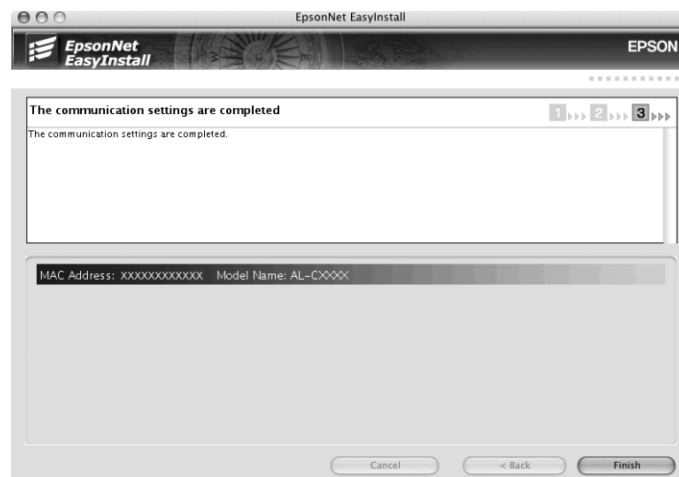 EpsonNet EasyInstall
EpsonNet
EasyInstall
EPSON
The communication settings are completed
1 2 3
The communication settings are completed.
MAC Address: XXXXXXXXXXXX Model Name: AL-CXXXX
Cancel
< Back
Finish